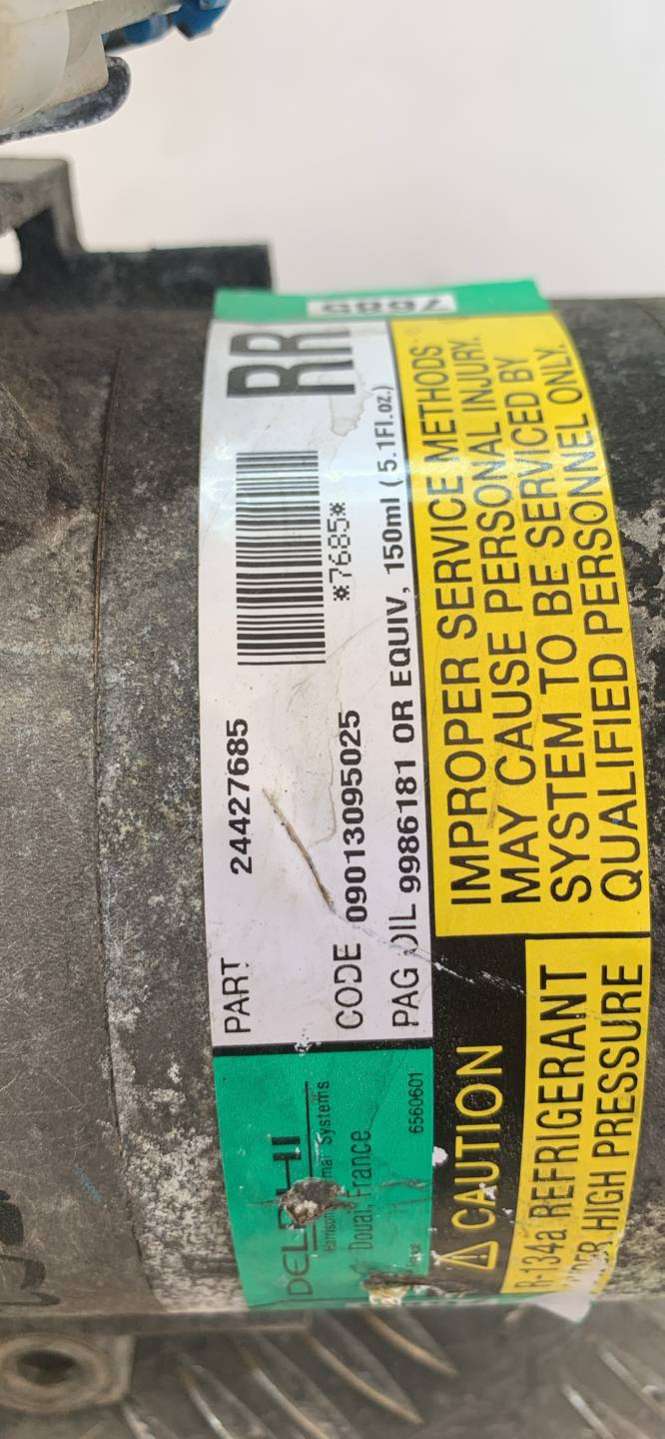 7685
RR
PART 24427685
*7685*
CODE 09013095025
PAG OIL 9986181 OR EQUIV, 150ml ( 5.1Fl.oz.)
DELPHI
Systems
Douai, France
6560601
CAUTION
IMPROPER SERVICE METHODS
MAY CAUSE PERSONAL INJURY.
SYSTEM TO BE SERVICED BY
QUALIFIED PERSONNEL ONLY.
R-134a REFRIGERANT
HIGH PRESSURE